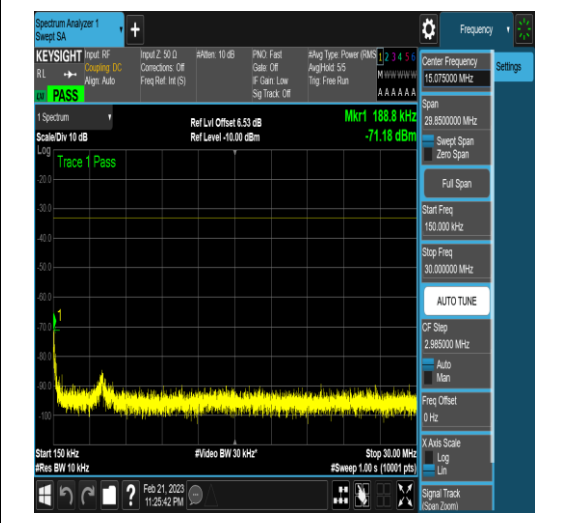 Spectrum Analyzer 1
Swept SA
+
Frequency
KEYSIGHT
RL
PASS
Input: RF
Coupling: DC
Align: Auto
Input Z: 50 Ω
Corrections: Off
Freq Ref: Int (S)
#Atten: 10 dB
PNO: Fast
Gate: Off
IF Gain: Low
Sig Track: Off
#Avg Type: Power (RMS
Avg|Hold: 5/5
Trig: Free Run
1 2 3 4 5 6
M W W W W W
A A A A A A
1 Spectrum
Scale/Div 10 dB
Ref Lvl Offset 6.53 dB
Ref Level -10.00 dBm
Mkr1 188.8 kHz
-71.18 dBm
Log
Trace 1 Pass
-20.0
-30.0
-40.0
-50.0
-60.0
-70.0
-80.0
-90.0
-100
1
Start 150 kHz
#Res BW 10 kHz
#Video BW 30 kHz*
Stop 30.00 MHz
#Sweep 1.00 s (10001 pts)
?
Feb 21, 2023
11:25:42 PM
Center Frequency
15.075000 MHz
Span
29.8500000 MHz
Swept Span
Zero Span
Full Span
Start Freq
150.000 kHz
Stop Freq
30.000000 MHz
AUTO TUNE
CF Step
2.985000 MHz
Auto
Man
Freq Offset
0 Hz
X Axis Scale
Log
Lin
Signal Track
(Span Zoom)
Settings